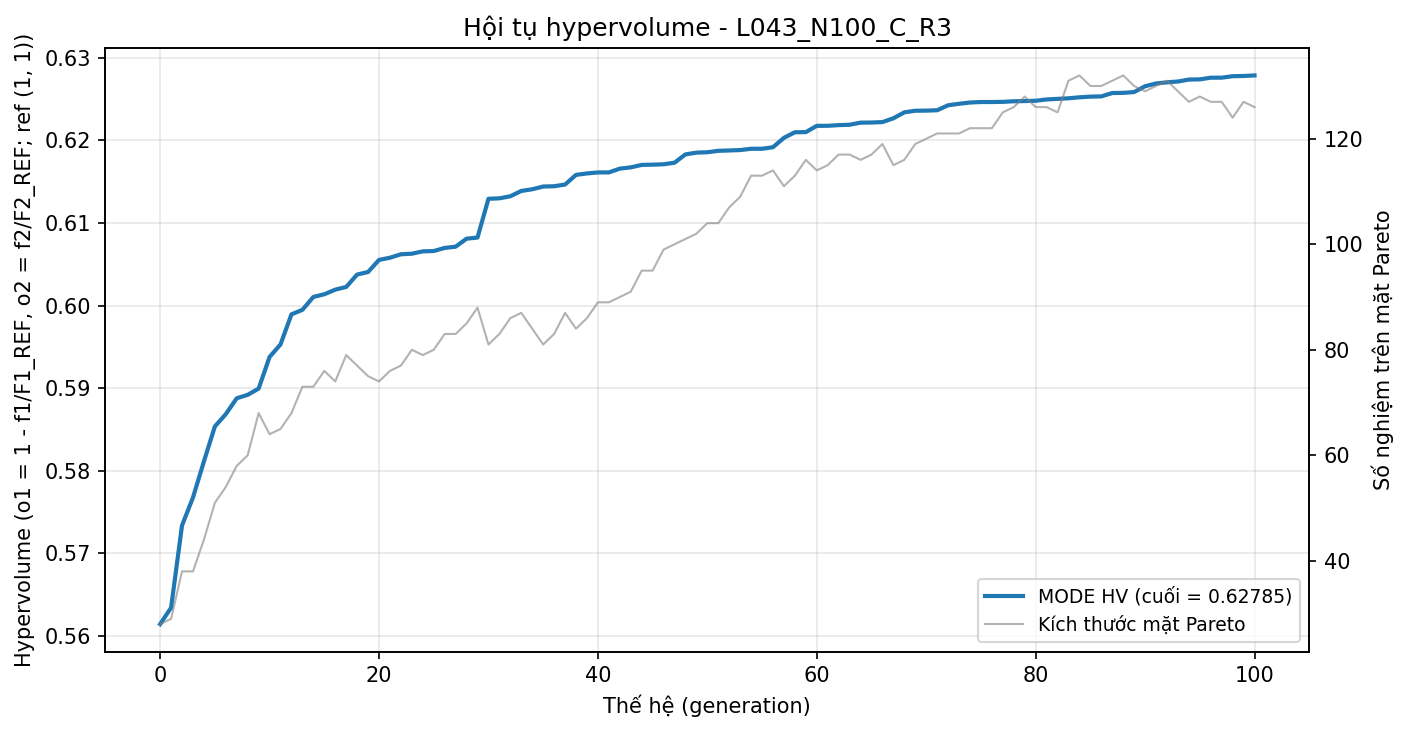 Hội tụ hypervolume - L043_N100_C_R3
Hypervolume (o1 = 1 - f1/F1_REF, o2 = f2/F2_REF; ref (1, 1))
0.63
0.62
0.61
0.60
0.59
0.58
0.57
0.56
120
100
80
60
40
Số nghiệm trên mặt Pareto
MODE HV (cuối = 0.62785)
Kích thước mặt Pareto
0 20 40 60 80 100
Thế hệ (generation)